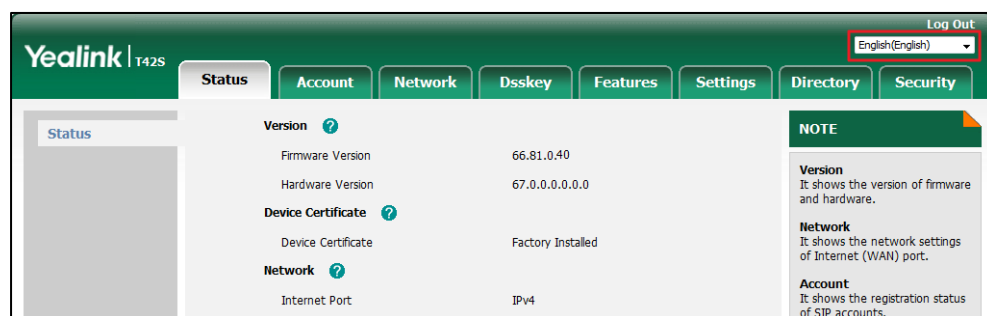 Log Out
Yealink | T42S
English(English)
Status
Account
Network
Dsskey
Features
Settings
Directory
Security
Status
Version ?
Firmware Version 66.81.0.40
Hardware Version 67.0.0.0.0.0.0
Device Certificate ?
Device Certificate Factory Installed
Network ?
Internet Port IPv4
NOTE
Version
It shows the version of firmware
and hardware.
Network
It shows the network settings
of Internet (WAN) port.
Account
It shows the registration status
of SIP accounts.